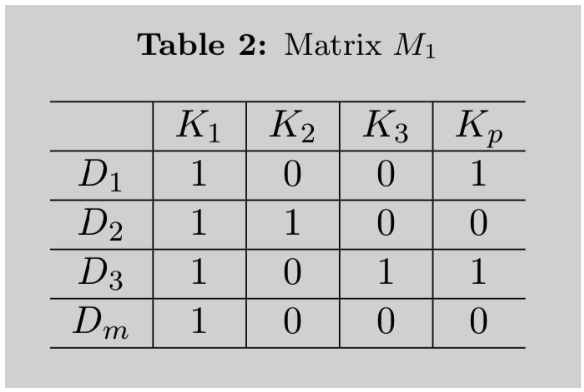 Table 2: Matrix M₁
K₁ K₂ K₃ Kₚ
D₁ 1 0 0 1
D₂ 1 1 0 0
D₃ 1 0 1 1
Dₘ 1 0 0 0